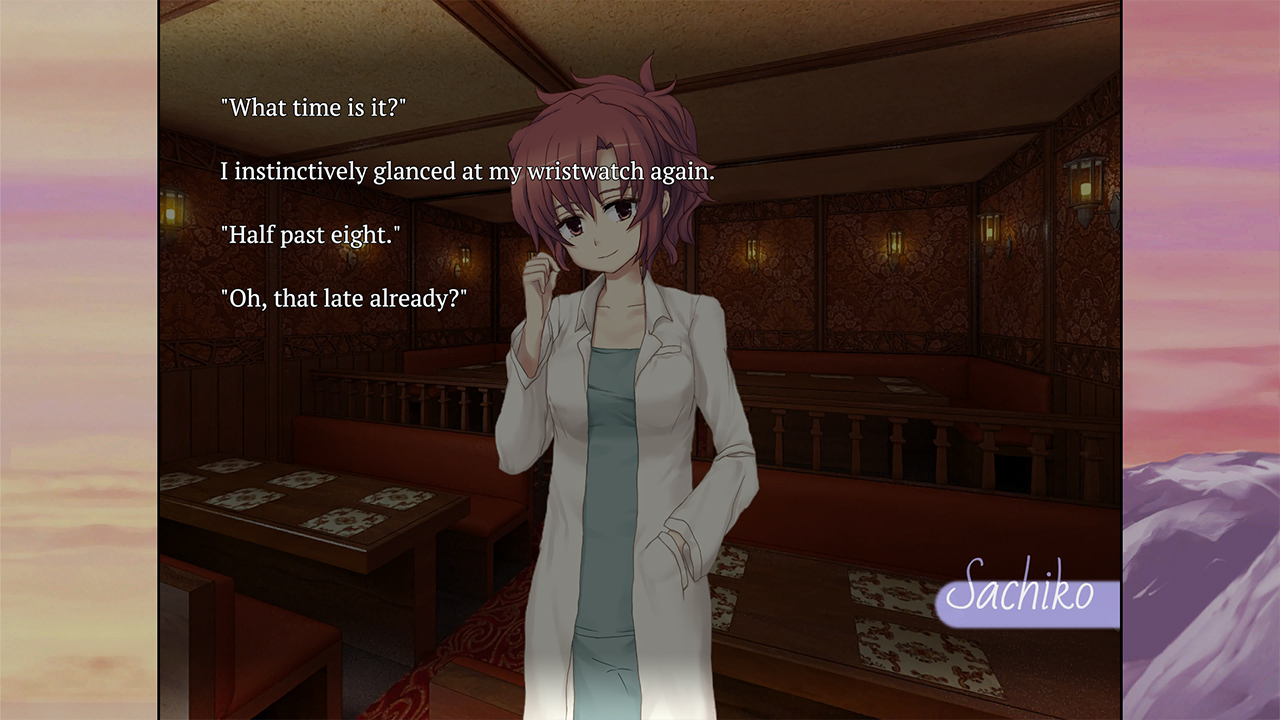 "What time is it?"
I instinctively glanced at my wristwatch again.
"Half past eight."
"Oh, that late already?"
Sachiko